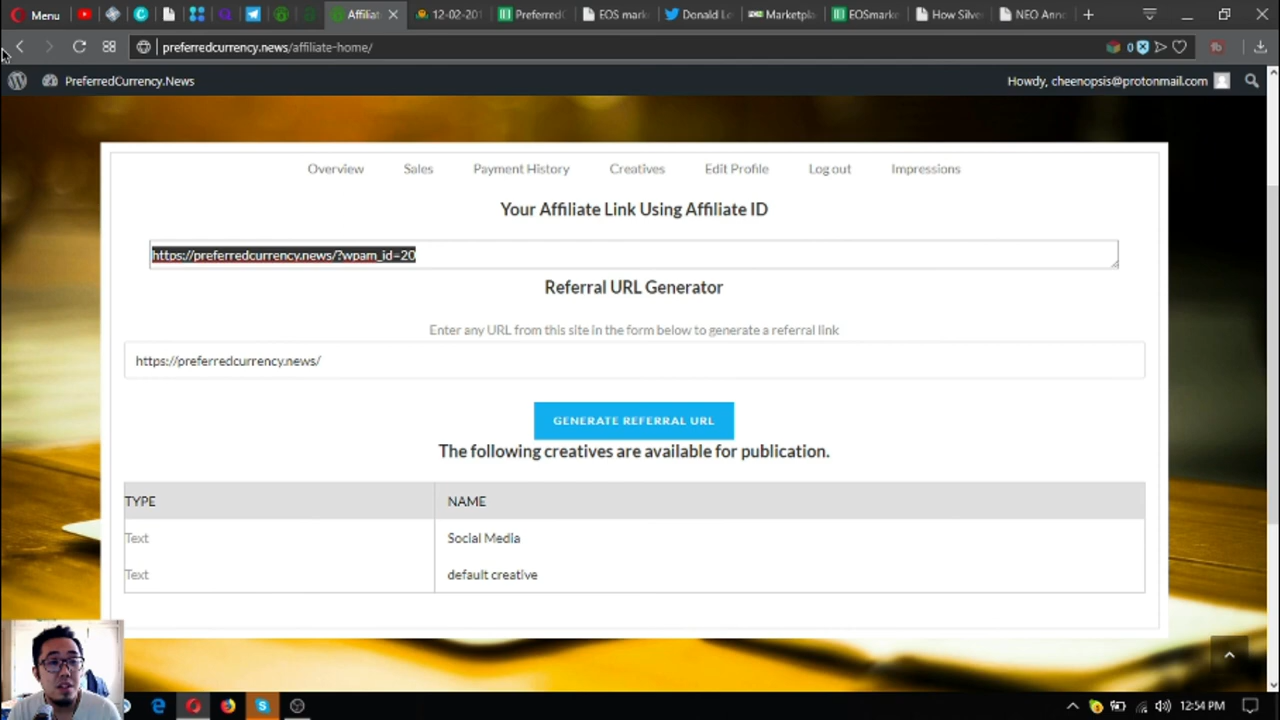 Menu
Affiliat
12-02-201
PreferredC
EOS mark
Donald Le
Marketpla
EOSmarke
How Silve
NEO Anno
preferredcurrency.news/affiliate-home/
0
PreferredCurrency.News
Howdy, cheenopsis@protonmail.com
Overview Sales Payment History Creatives Edit Profile Log out Impressions
Your Affiliate Link Using Affiliate ID
https://preferredcurrency.news/?wpam_id=20
Referral URL Generator
Enter any URL from this site in the form below to generate a referral link
https://preferredcurrency.news/
GENERATE REFERRAL URL
The following creatives are available for publication.
TYPE NAME
Text Social Media
Text default creative
12:54 PM